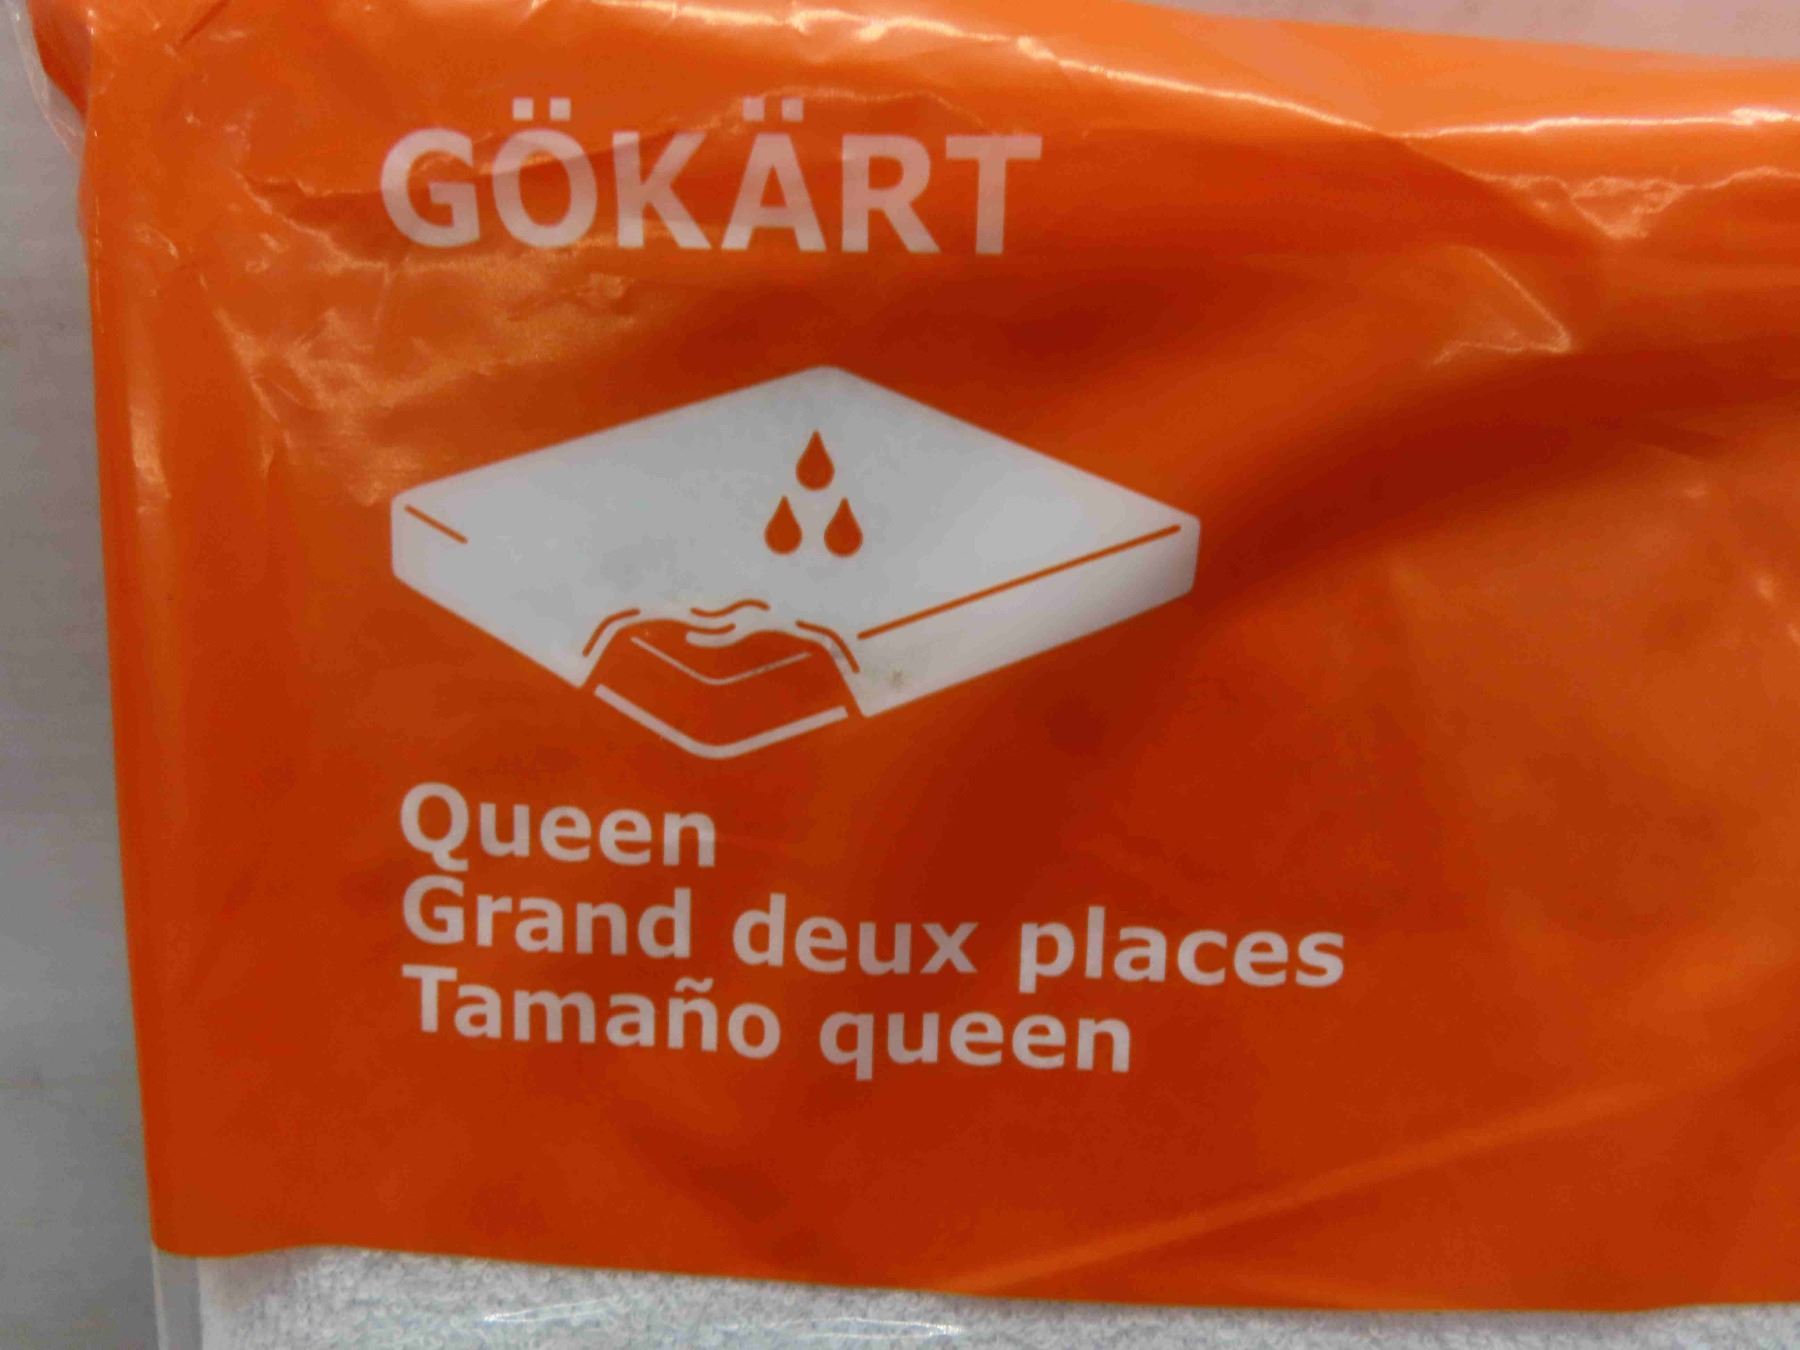 GÖKÄRT
Queen
Grand deux places
Tamaño queen